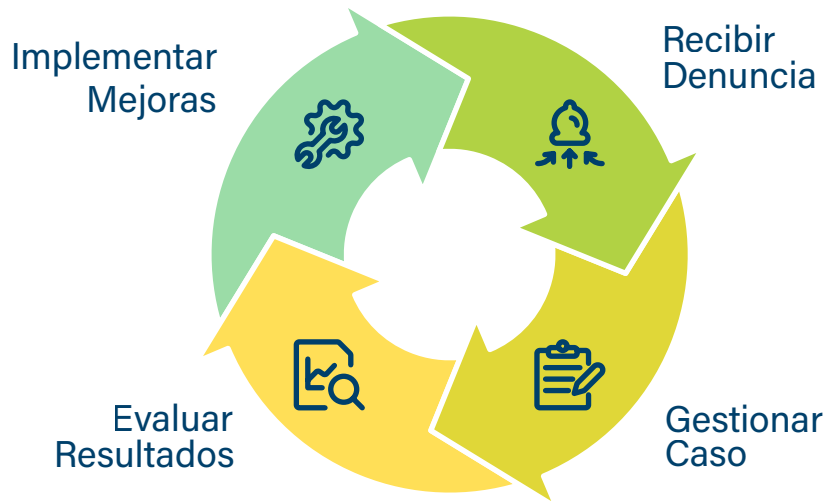 Implementar
Mejoras
Recibir
Denuncia
Evaluar
Resultados
Gestionar
Caso